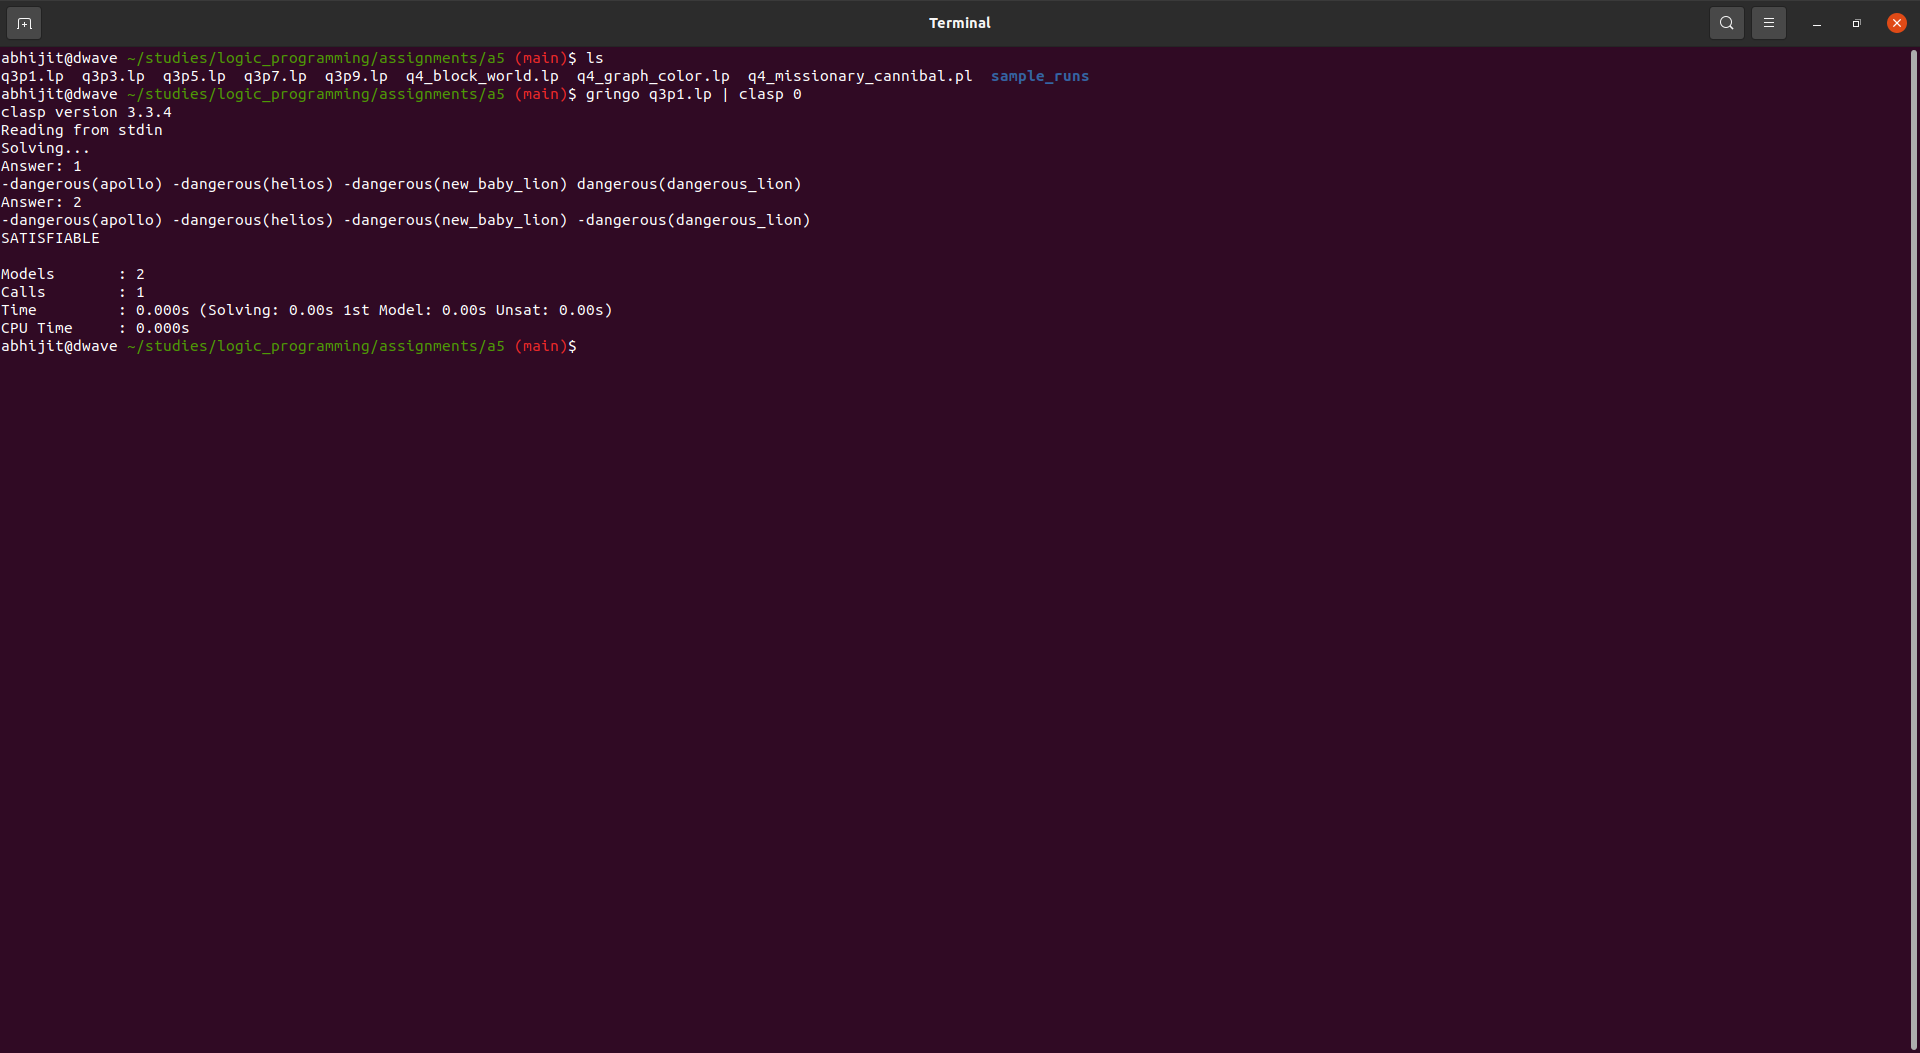 Terminal
abhijit@dwave ~/studies/logic_programming/assignments/a5 (main)$ ls
q3p1.lp  q3p3.lp  q3p5.lp  q3p7.lp  q3p9.lp  q4_block_world.lp  q4_graph_color.lp  q4_missionary_cannibal.pl  sample_runs
abhijit@dwave ~/studies/logic_programming/assignments/a5 (main)$ gringo q3p1.lp | clasp 0
clasp version 3.3.4
Reading from stdin
Solving...
Answer: 1
-dangerous(apollo) -dangerous(helios) -dangerous(new_baby_lion) dangerous(dangerous_lion)
Answer: 2
-dangerous(apollo) -dangerous(helios) -dangerous(new_baby_lion) -dangerous(dangerous_lion)
SATISFIABLE
Models       : 2
Calls        : 1
Time         : 0.000s (Solving: 0.00s 1st Model: 0.00s Unsat: 0.00s)
CPU Time     : 0.000s
abhijit@dwave ~/studies/logic_programming/assignments/a5 (main)$